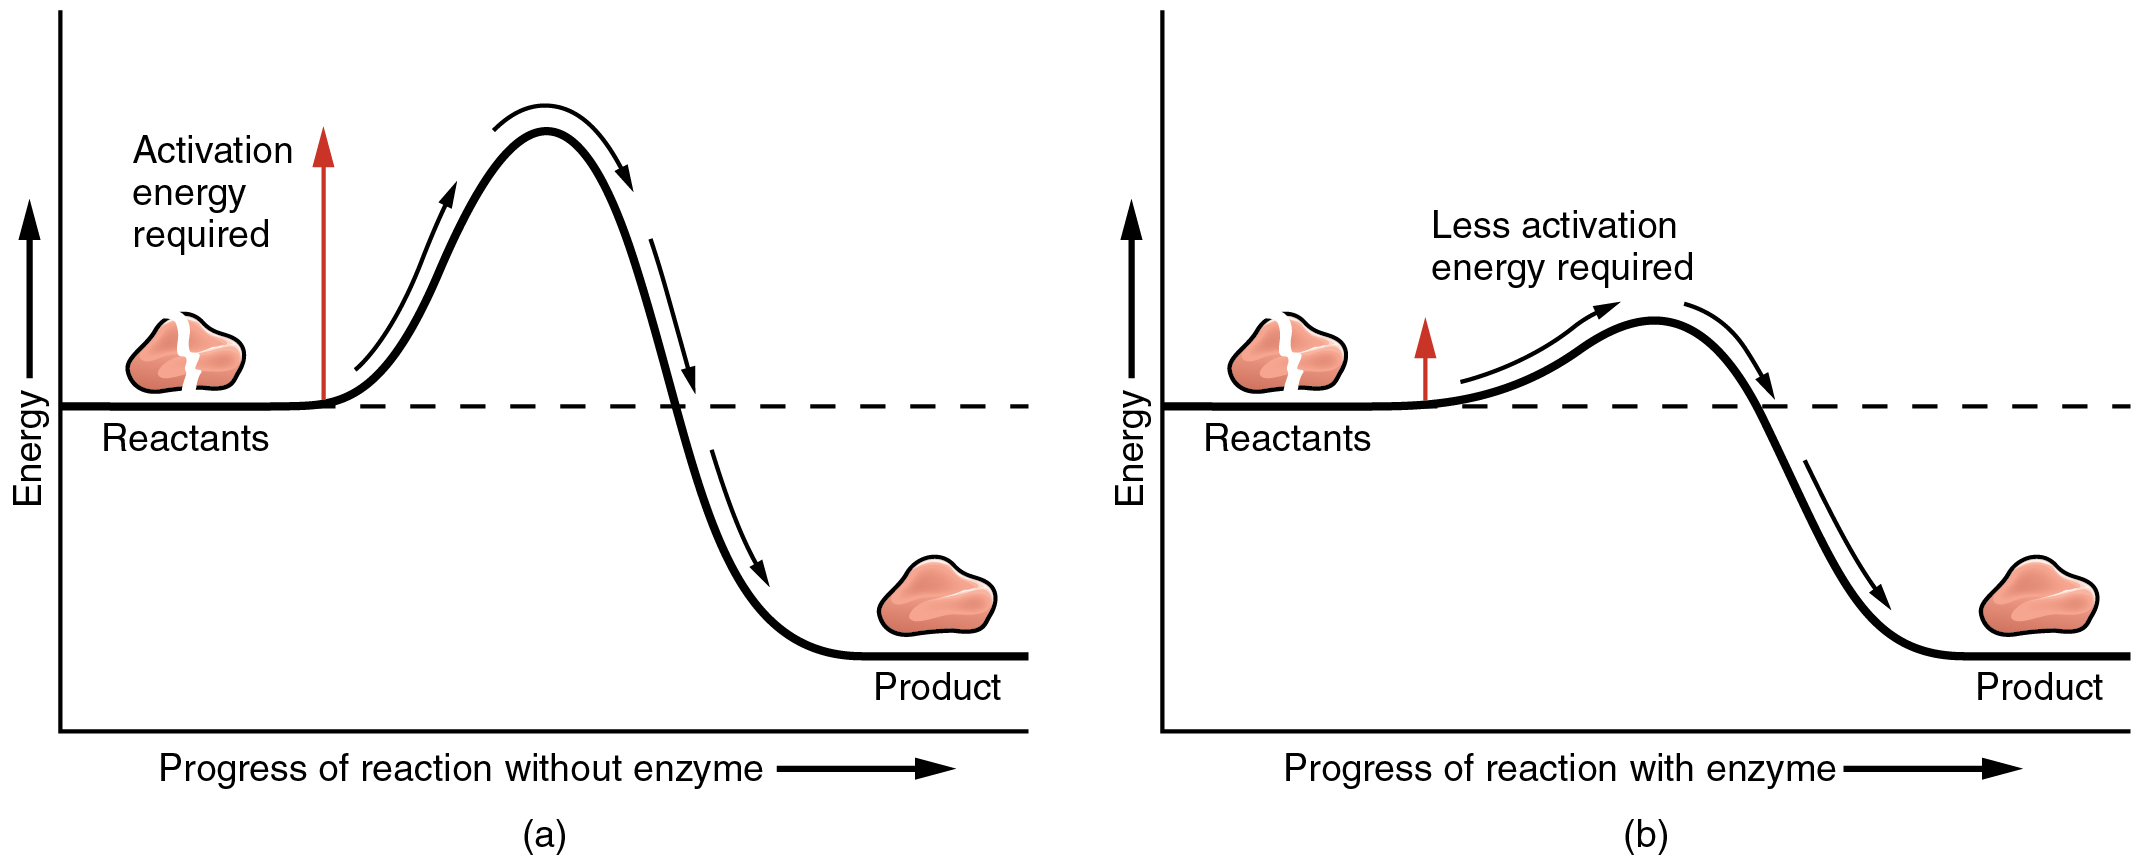 Activation
energy
required
Energy
Reactants
Product
Progress of reaction without enzyme
(a)
Less activation
energy required
Energy
Reactants
Product
Progress of reaction with enzyme
(b)